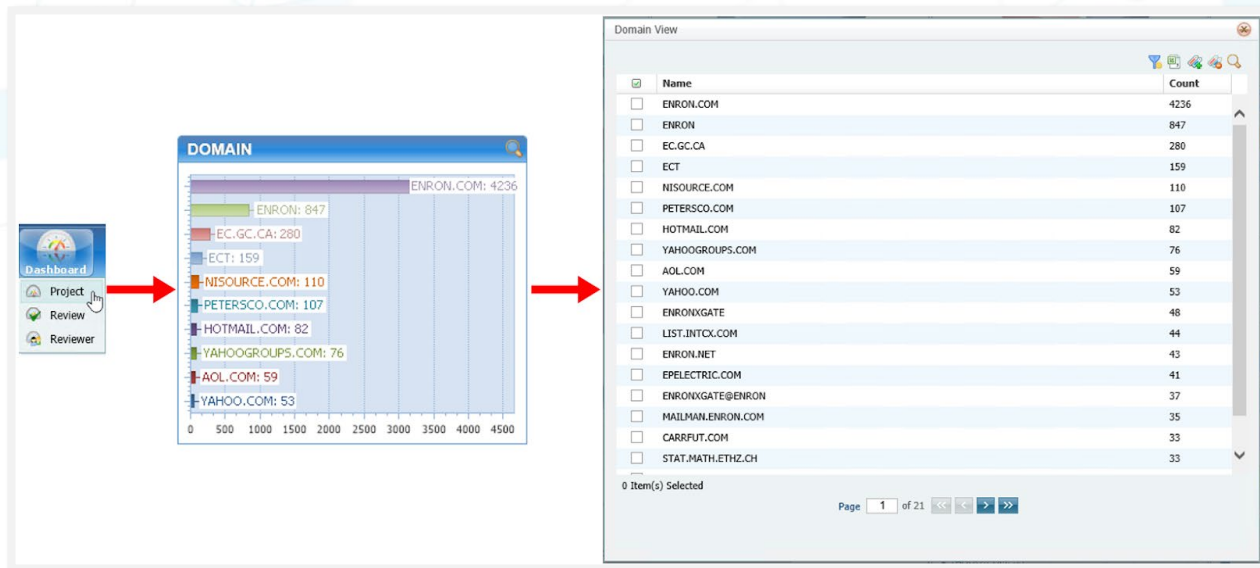 Dashboard
Project
Review
Reviewer
DOMAIN
ENRON.COM: 4236
ENRON: 847
EC.GC.CA: 280
ECT: 159
NISOURCE.COM: 110
PETERSCO.COM: 107
HOTMAIL.COM: 82
YAHOOGROUPS.COM: 76
AOL.COM: 59
YAHOO.COM: 53
0 500 1000 1500 2000 2500 3000 3500 4000 4500
Domain View
Name Count
ENRON.COM 4236
ENRON 847
EC.GC.CA 280
ECT 159
NISOURCE.COM 110
PETERSCO.COM 107
HOTMAIL.COM 82
YAHOOGROUPS.COM 76
AOL.COM 59
YAHOO.COM 53
ENRONXGATE 48
LIST.INTCX.COM 44
ENRON.NET 43
EPELECTRIC.COM 41
ENRONXGATE@ENRON 37
MAILMAN.ENRON.COM 35
CARRFUT.COM 33
STAT.MATH.ETHZ.CH 33
0 Item(s) Selected
Page 1 of 21 << < > >>